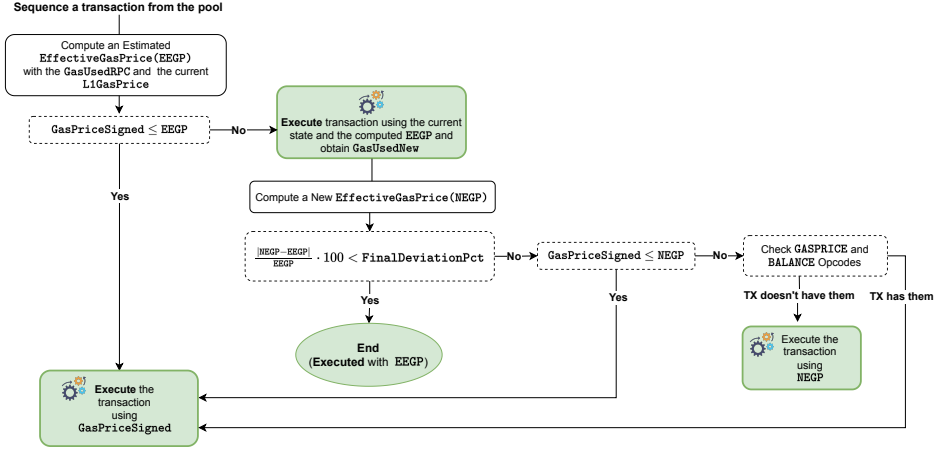 Sequence a transaction from the pool
Compute an Estimated
EffectiveGasPrice(EEGP)
with the GasUsedRPC and the current
L1GasPrice
GasPriceSigned ≤ EEGP
No
Execute transaction using the current
state and the computed EEGP and
obtain GasUsedNew
Yes
Compute a New EffectiveGasPrice(NEGP)
|NEGP−EEGP|
EEGP
· 100 < FinalDeviationPct
No
GasPriceSigned ≤ NEGP
No
Check GASPRICE and
BALANCE Opcodes
Yes
Yes
TX doesn't have them
TX has them
End
(Executed with EEGP)
Execute the
transaction
using
NEGP
Execute the
transaction
using
GasPriceSigned